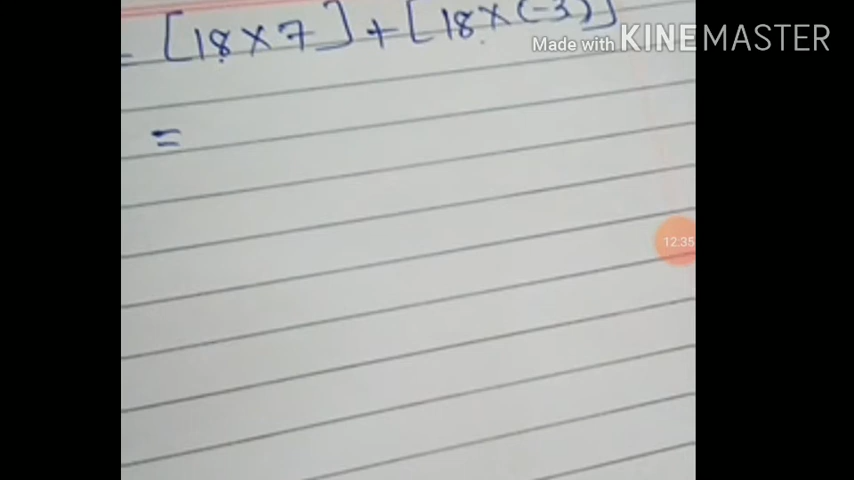 = [18×7]+[18×(-3)]
Made with KINEMASTER
=
12.35